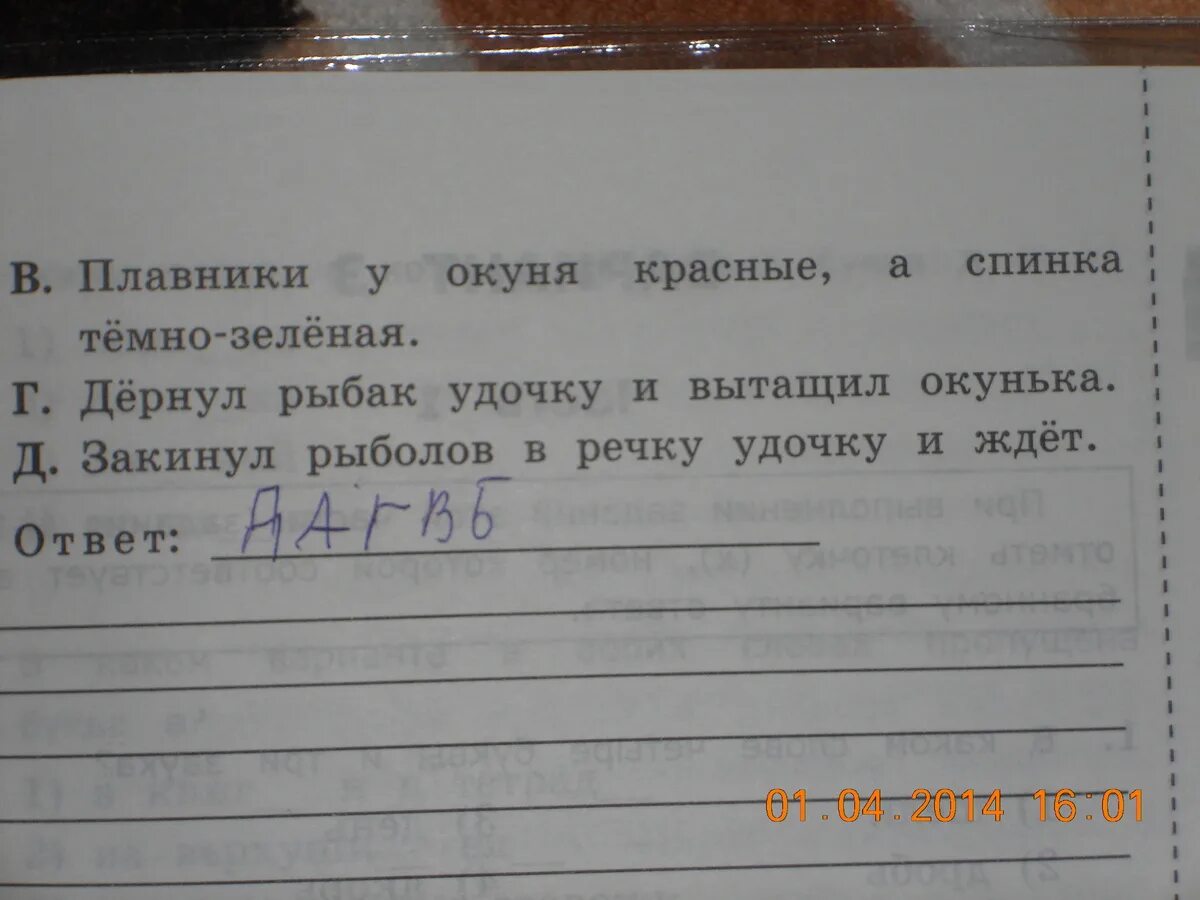 В. Плавники у окуня красные, а спинка
тёмно-зелёная.
Г. Дёрнул рыбак удочку и вытащил окунька.
Д. Закинул рыболов в речку удочку и ждёт.
Ответ: ДАГВБ
01.04.2014 16:01